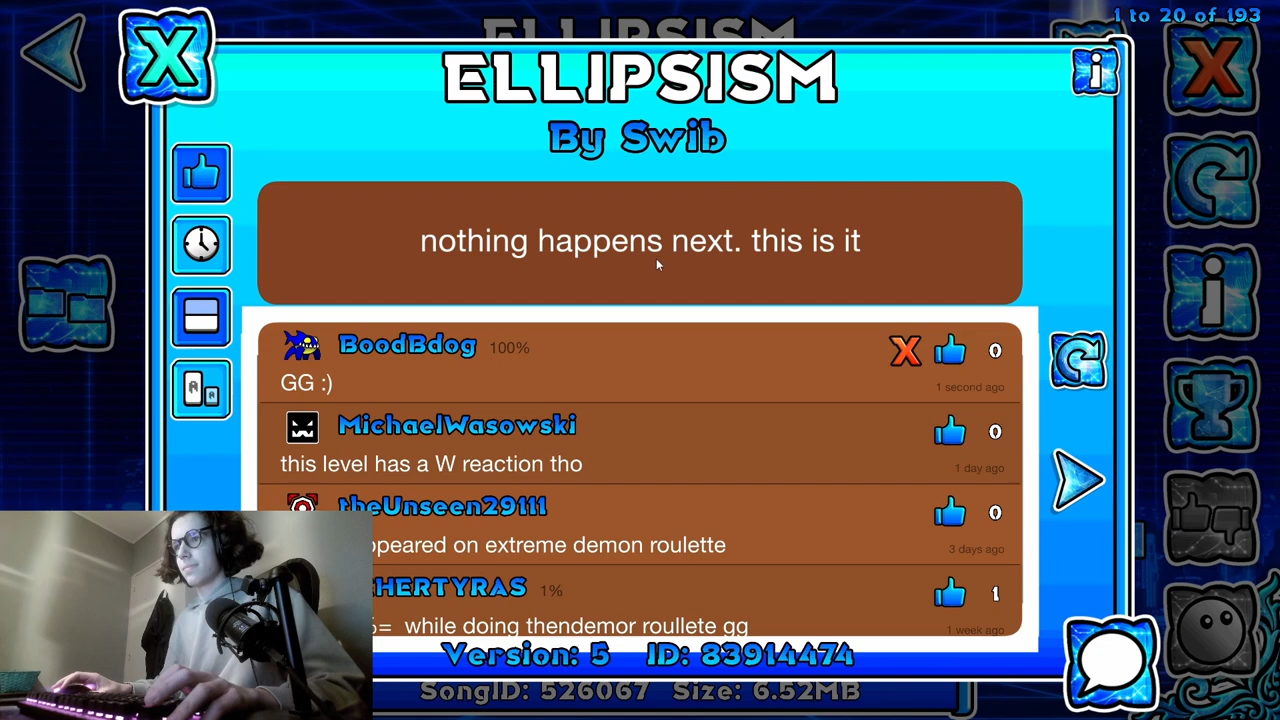 ELLIPSISM
1 to 20 of 193
ELLIPSISM
By Swib
nothing happens next. this is it
BoodBdog 100%
0
GG :)
1 second ago
MichaelWasowski
0
this level has a W reaction tho
1 day ago
theUnseen29111
0
peared on extreme demon roulette
3 days ago
HERTYRAS 1%
1
%= while doing thendemor roullete gg
1 week ago
Version: 5 ID: 83914474
SongID: 526067 Size: 6.52MB